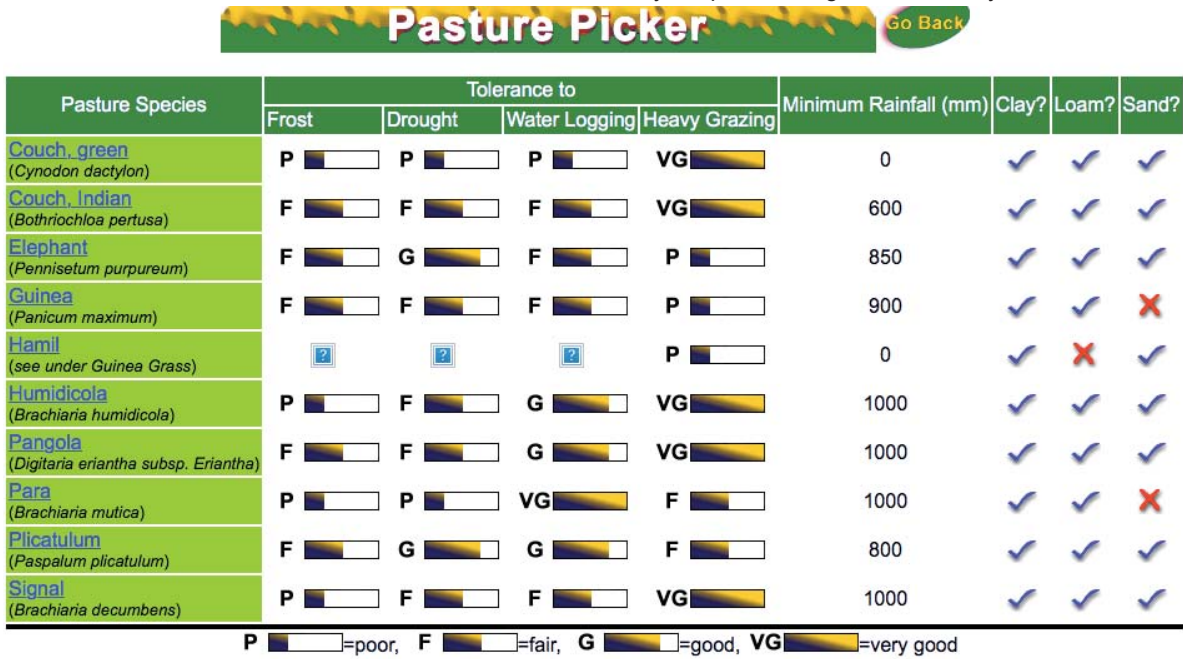 Pasture Picker
Go Back
Pasture Species
Tolerance to
Frost Drought Water Logging Heavy Grazing
Minimum Rainfall (mm) Clay? Loam? Sand?
Couch, green
(Cynodon dactylon)
P P P VG 0
Couch, Indian
(Bothriochloa pertusa)
F F F VG 600
Elephant
(Pennisetum purpureum)
F G F P 850
Guinea
(Panicum maximum)
F F F P 900
Hamil
(see under Guinea Grass)
? ? ? P 0
Humidicola
(Brachiaria humidicola)
P F G VG 1000
Pangola
(Digitaria eriantha subsp. Eriantha)
F F G VG 1000
Para
(Brachiaria mutica)
P P VG F 1000
Plicatulum
(Paspalum plicatulum)
F G G F 800
Signal
(Brachiaria decumbens)
P F F VG 1000
P =poor, F =fair, G =good, VG =very good